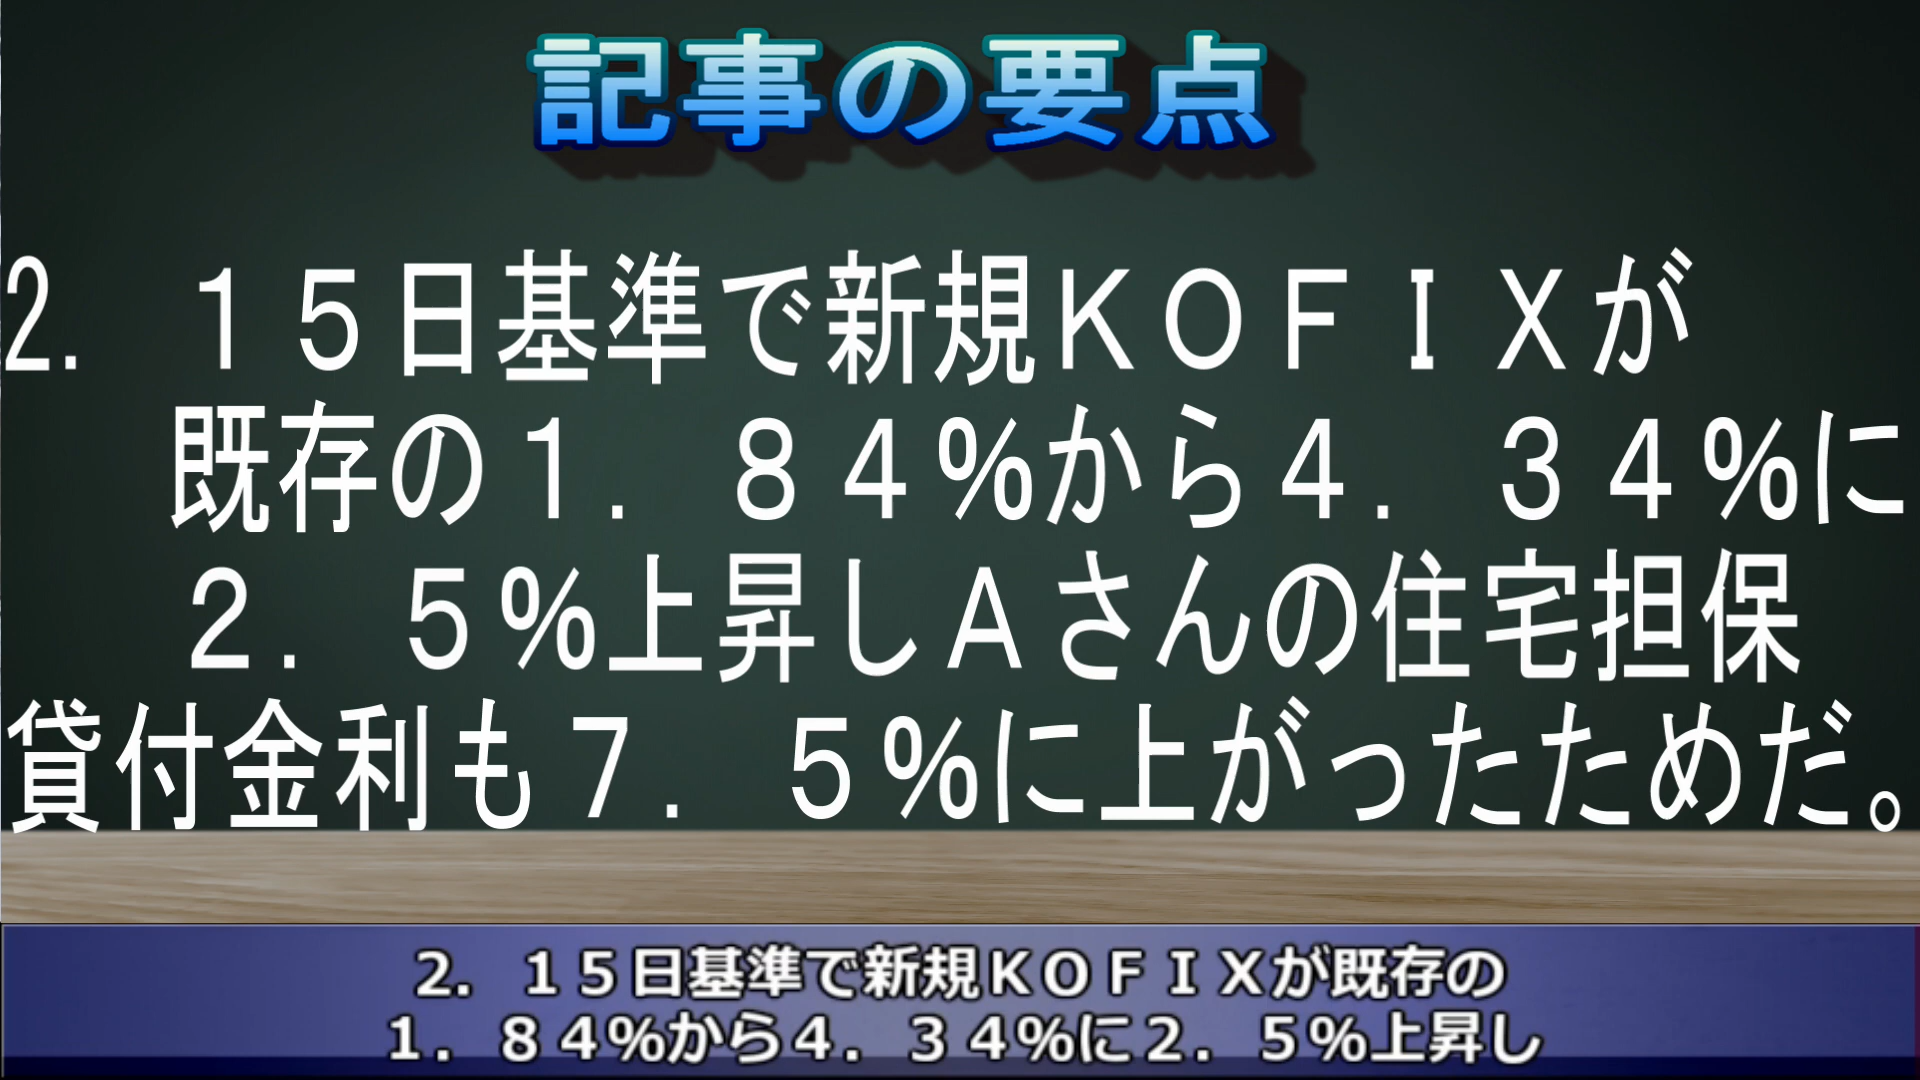 記事の要点
2. １５日基準で新規ＫＯＦＩＸが
既存の１．８４％から４．３４％に
２．５％上昇しＡさんの住宅担保
貸付金利も７．５％に上がったためだ。
2. １５日基準で新規ＫＯＦＩＸが既存の
１．８４％から４．３４％に２．５％上昇し